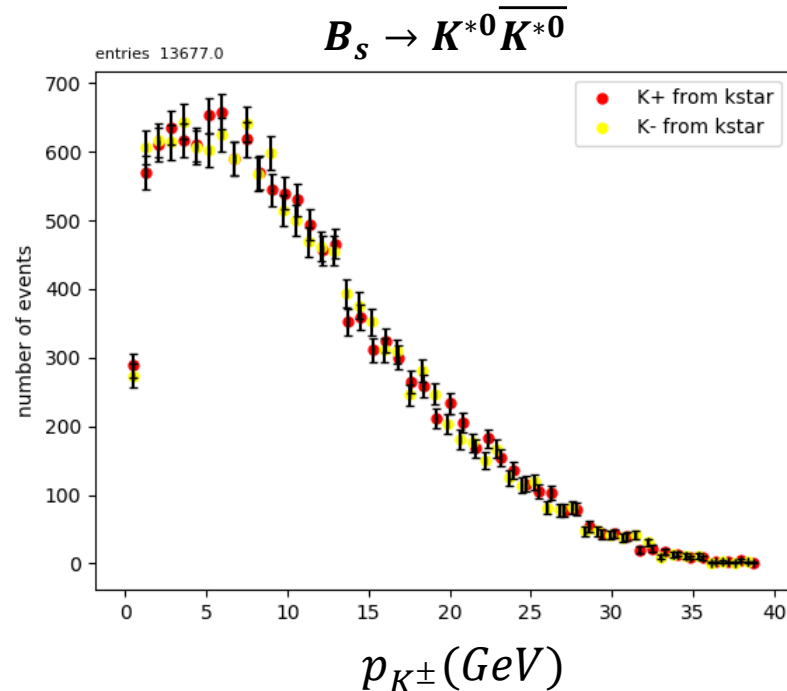 B_s → K^{*0} \overline{K^{*0}}
entries 13677.0
700
600
500
400
300
200
100
0
number of events
K+ from kstar
K- from kstar
0 5 10 15 20 25 30 35 40
p_{K^±}(GeV)